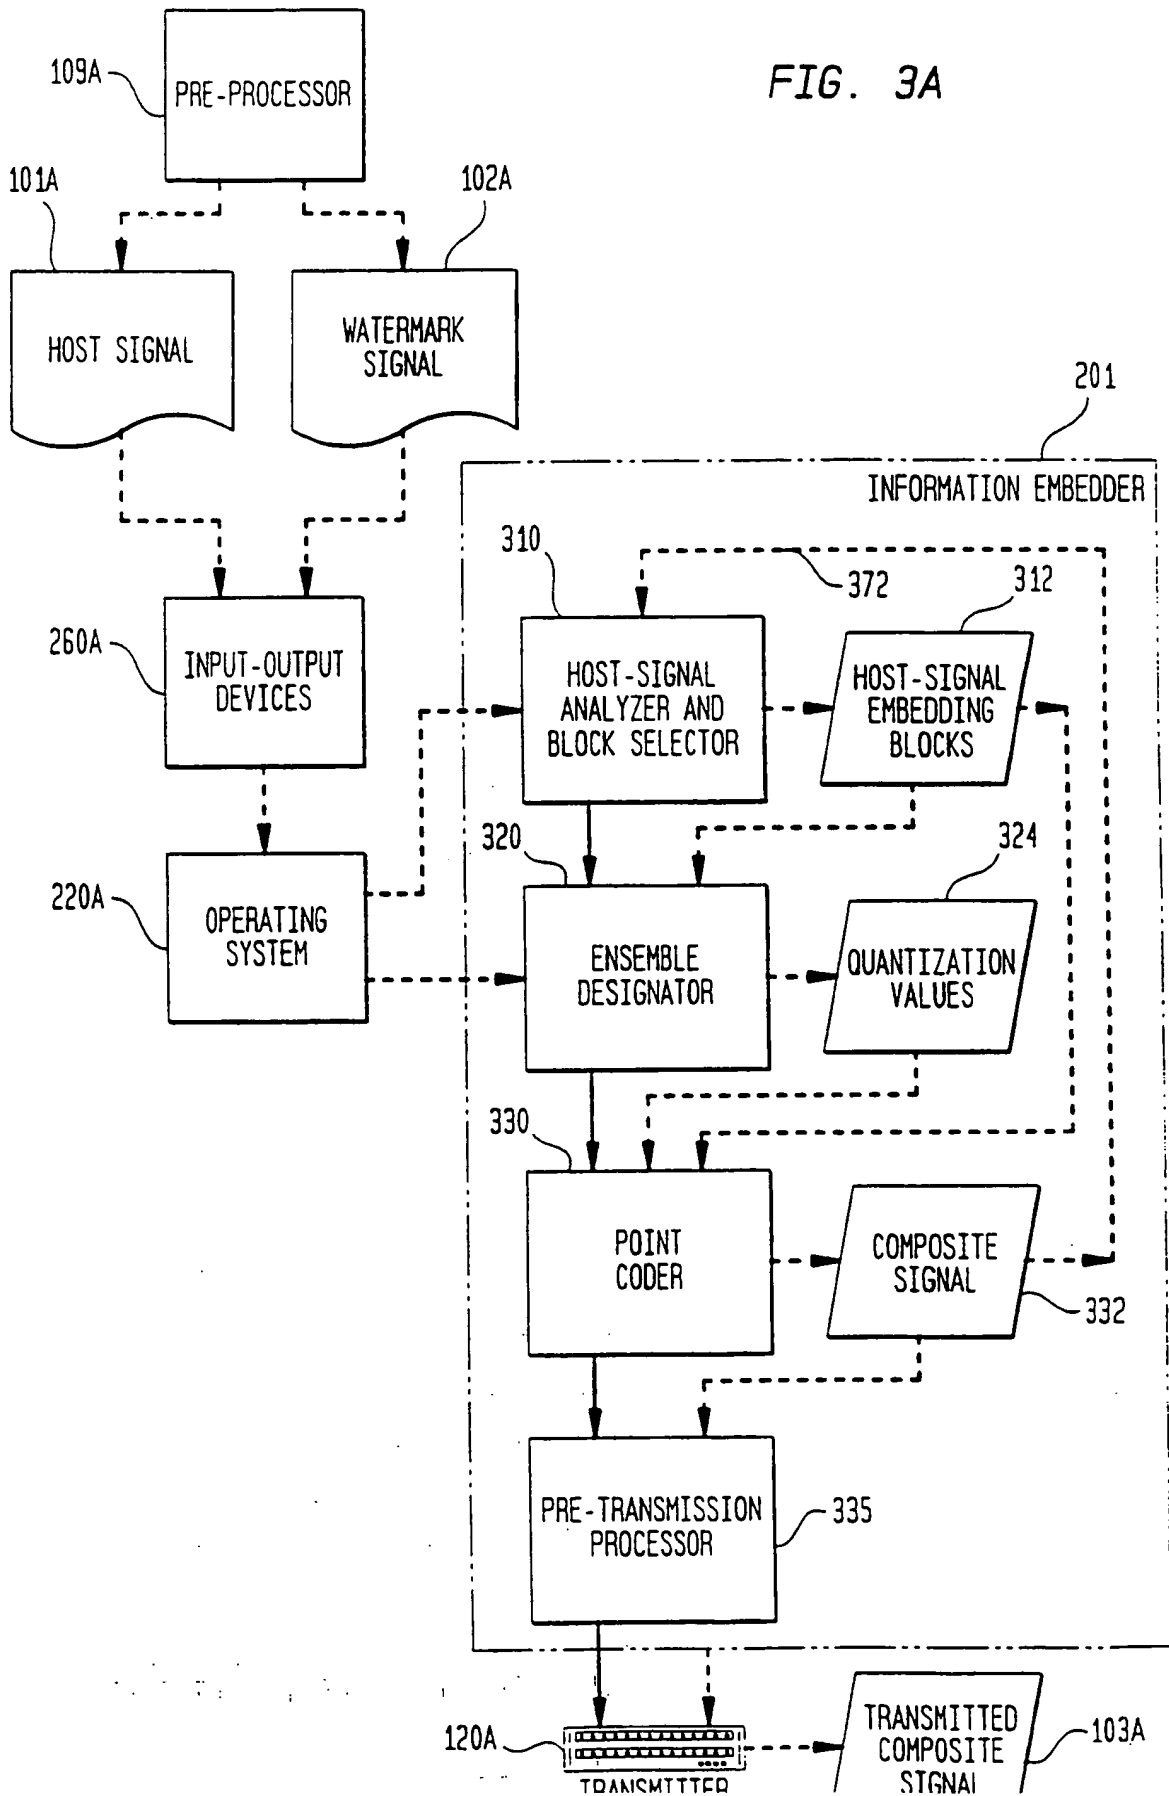 FIG. 3A
109A
PRE-PROCESSOR
101A
102A
HOST SIGNAL
WATERMARK
SIGNAL
201
INFORMATION EMBEDDER
310
372
312
260A
INPUT-OUTPUT
DEVICES
HOST-SIGNAL
ANALYZER AND
BLOCK SELECTOR
HOST-SIGNAL
EMBEDDING
BLOCKS
320
324
220A
OPERATING
SYSTEM
ENSEMBLE
DESIGNATOR
QUANTIZATION
VALUES
330
POINT
CODER
COMPOSITE
SIGNAL
332
PRE-TRANSMISSION
PROCESSOR
335
120A
TRANSMITTER
TRANSMITTED
COMPOSITE
SIGNAL
103A